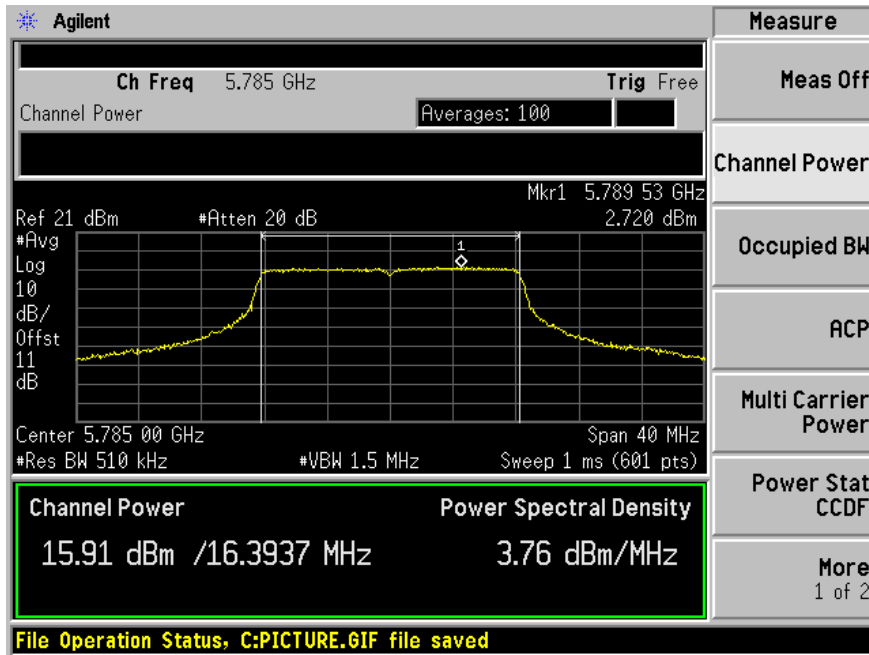 Agilent
Measure
Ch Freq 5.785 GHz
Trig Free
Meas Off
Channel Power
Averages: 100
Channel Power
Mkr1 5.789 53 GHz
Ref 21 dBm #Atten 20 dB 2.720 dBm
#Avg
Log
10
dB/
Offst
11
dB
1
Occupied BW
ACP
Multi Carrier
Power
Center 5.785 00 GHz Span 40 MHz
#Res BW 510 kHz #VBW 1.5 MHz Sweep 1 ms (601 pts)
Power Stat
CCDF
Channel Power
Power Spectral Density
15.91 dBm /16.3937 MHz
3.76 dBm/MHz
More
1 of 2
File Operation Status, C:PICTURE.GIF file saved